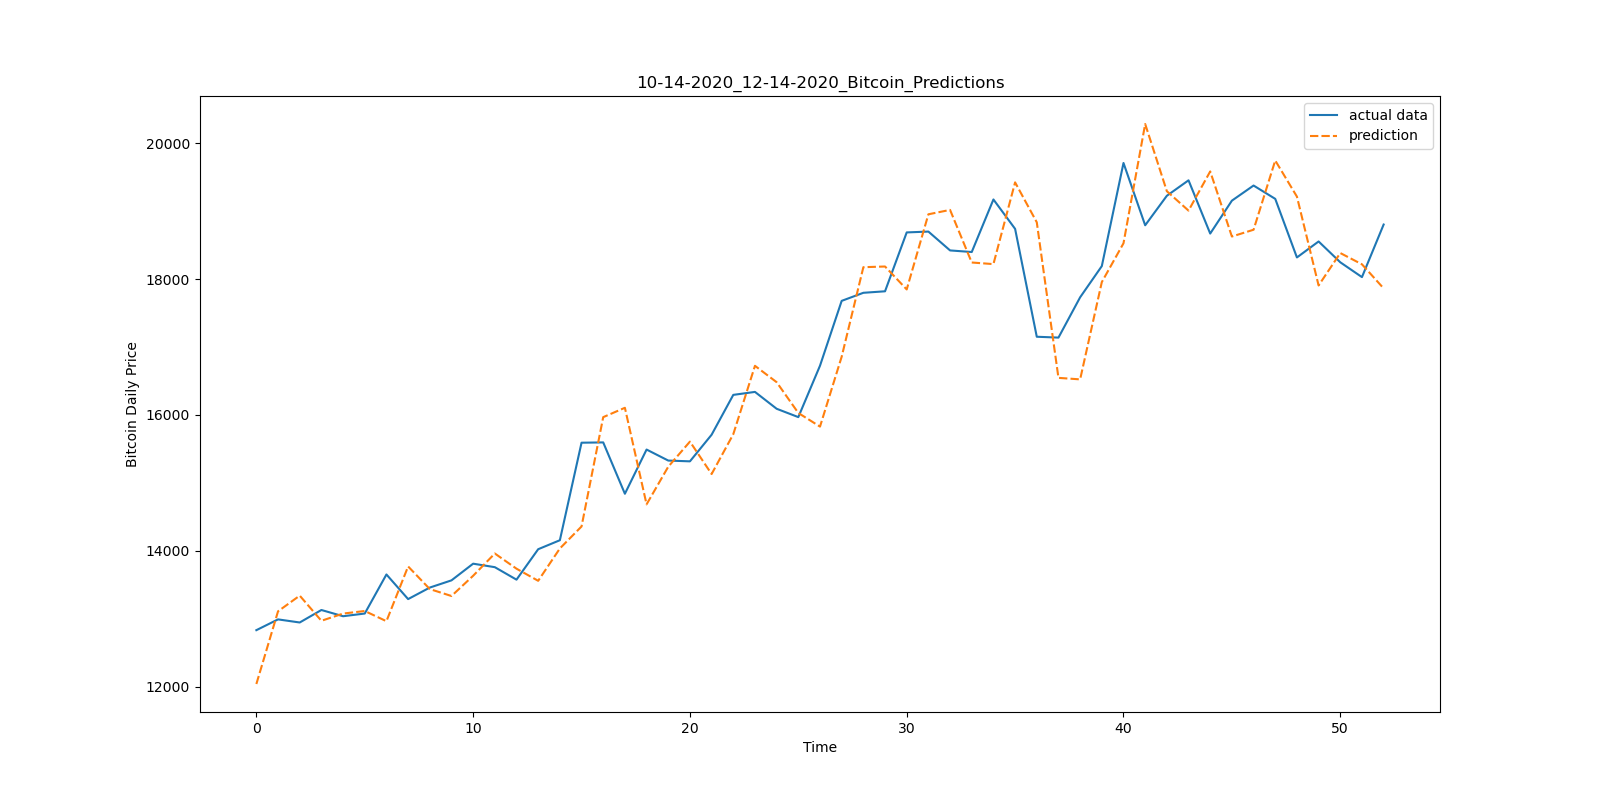 10-14-2020_12-14-2020_Bitcoin_Predictions
actual data
prediction
20000
18000
16000
14000
12000
Bitcoin Daily Price
0 10 20 30 40 50
Time